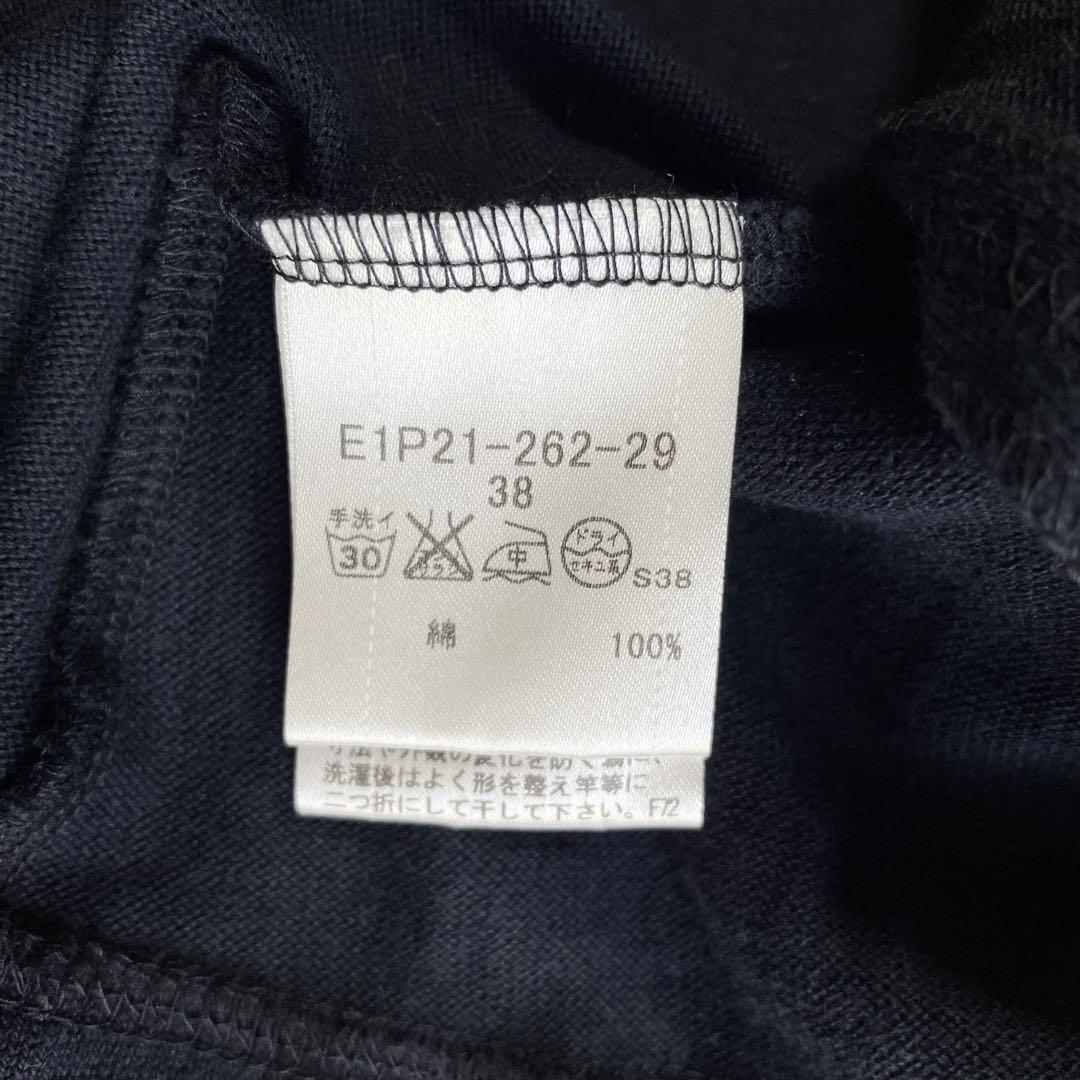 E1P21-262-29
38
手洗イ
30
中
ドライ
セキユ系
S38
綿 100%
洗濯後はよく形を整え竿等に
二つ折にして干して下さい。F72